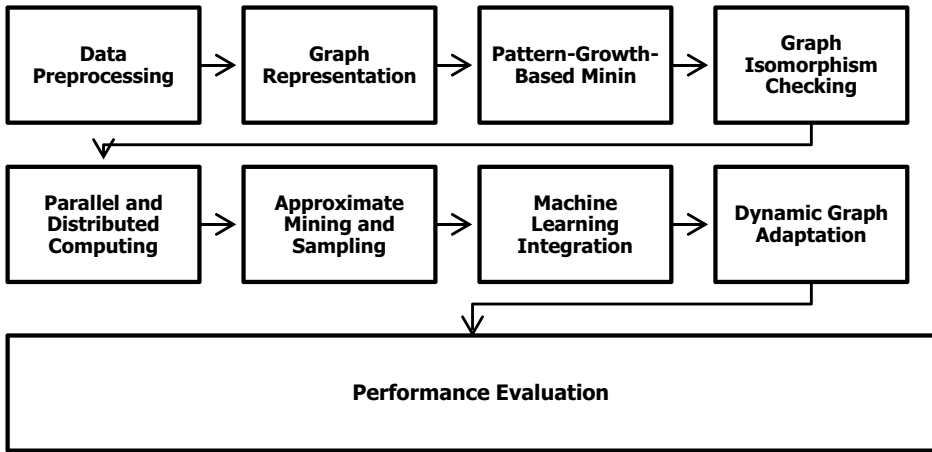 Data
Preprocessing
Graph
Representation
Pattern-Growth-
Based Minin
Graph
Isomorphism
Checking
Parallel and
Distributed
Computing
Approximate
Mining and
Sampling
Machine
Learning
Integration
Dynamic Graph
Adaptation
Performance Evaluation